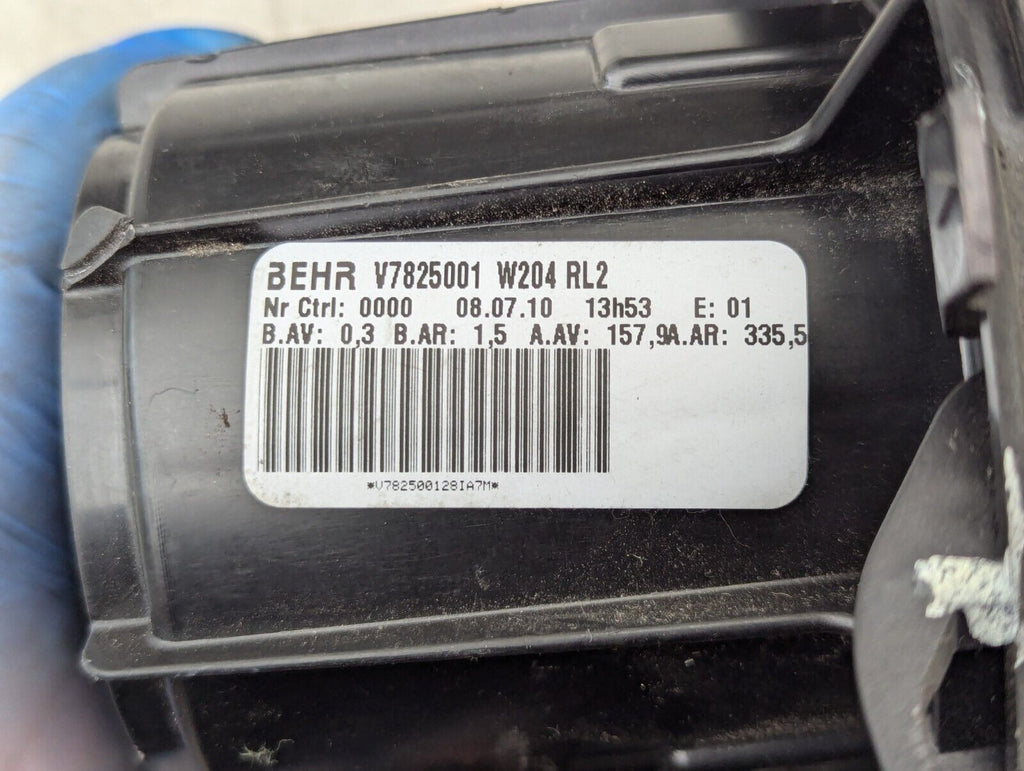 BEHR V7825001 W204 RL2
Nr Ctrl: 0000 08.07.10 13h53 E: 01
B.AV: 0,3 B.AR: 1,5 A.AV: 157,9A.AR: 335,5
*V782500128IA7M*